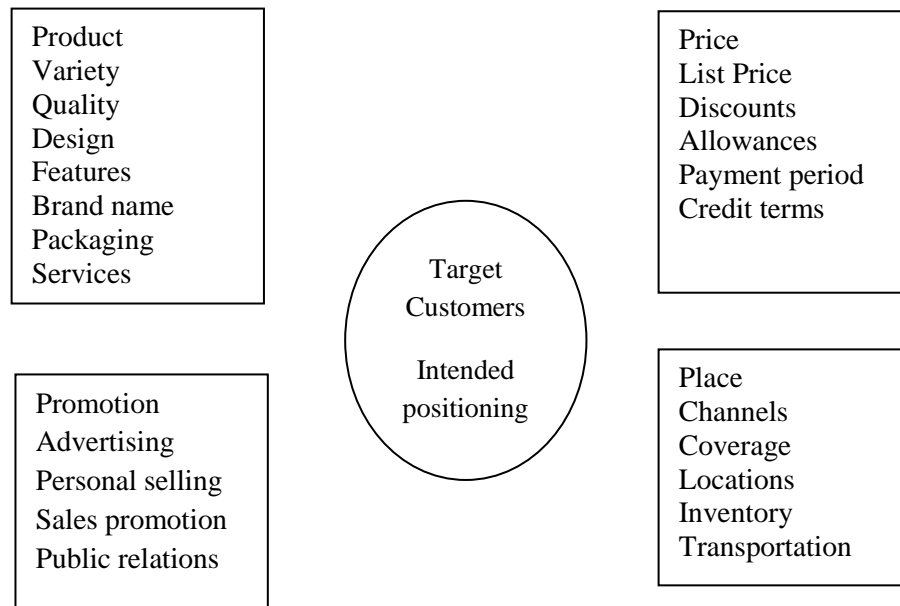 Product
Variety
Quality
Design
Features
Brand name
Packaging
Services
Price
List Price
Discounts
Allowances
Payment period
Credit terms
Target
Customers
Intended
positioning
Promotion
Advertising
Personal selling
Sales promotion
Public relations
Place
Channels
Coverage
Locations
Inventory
Transportation